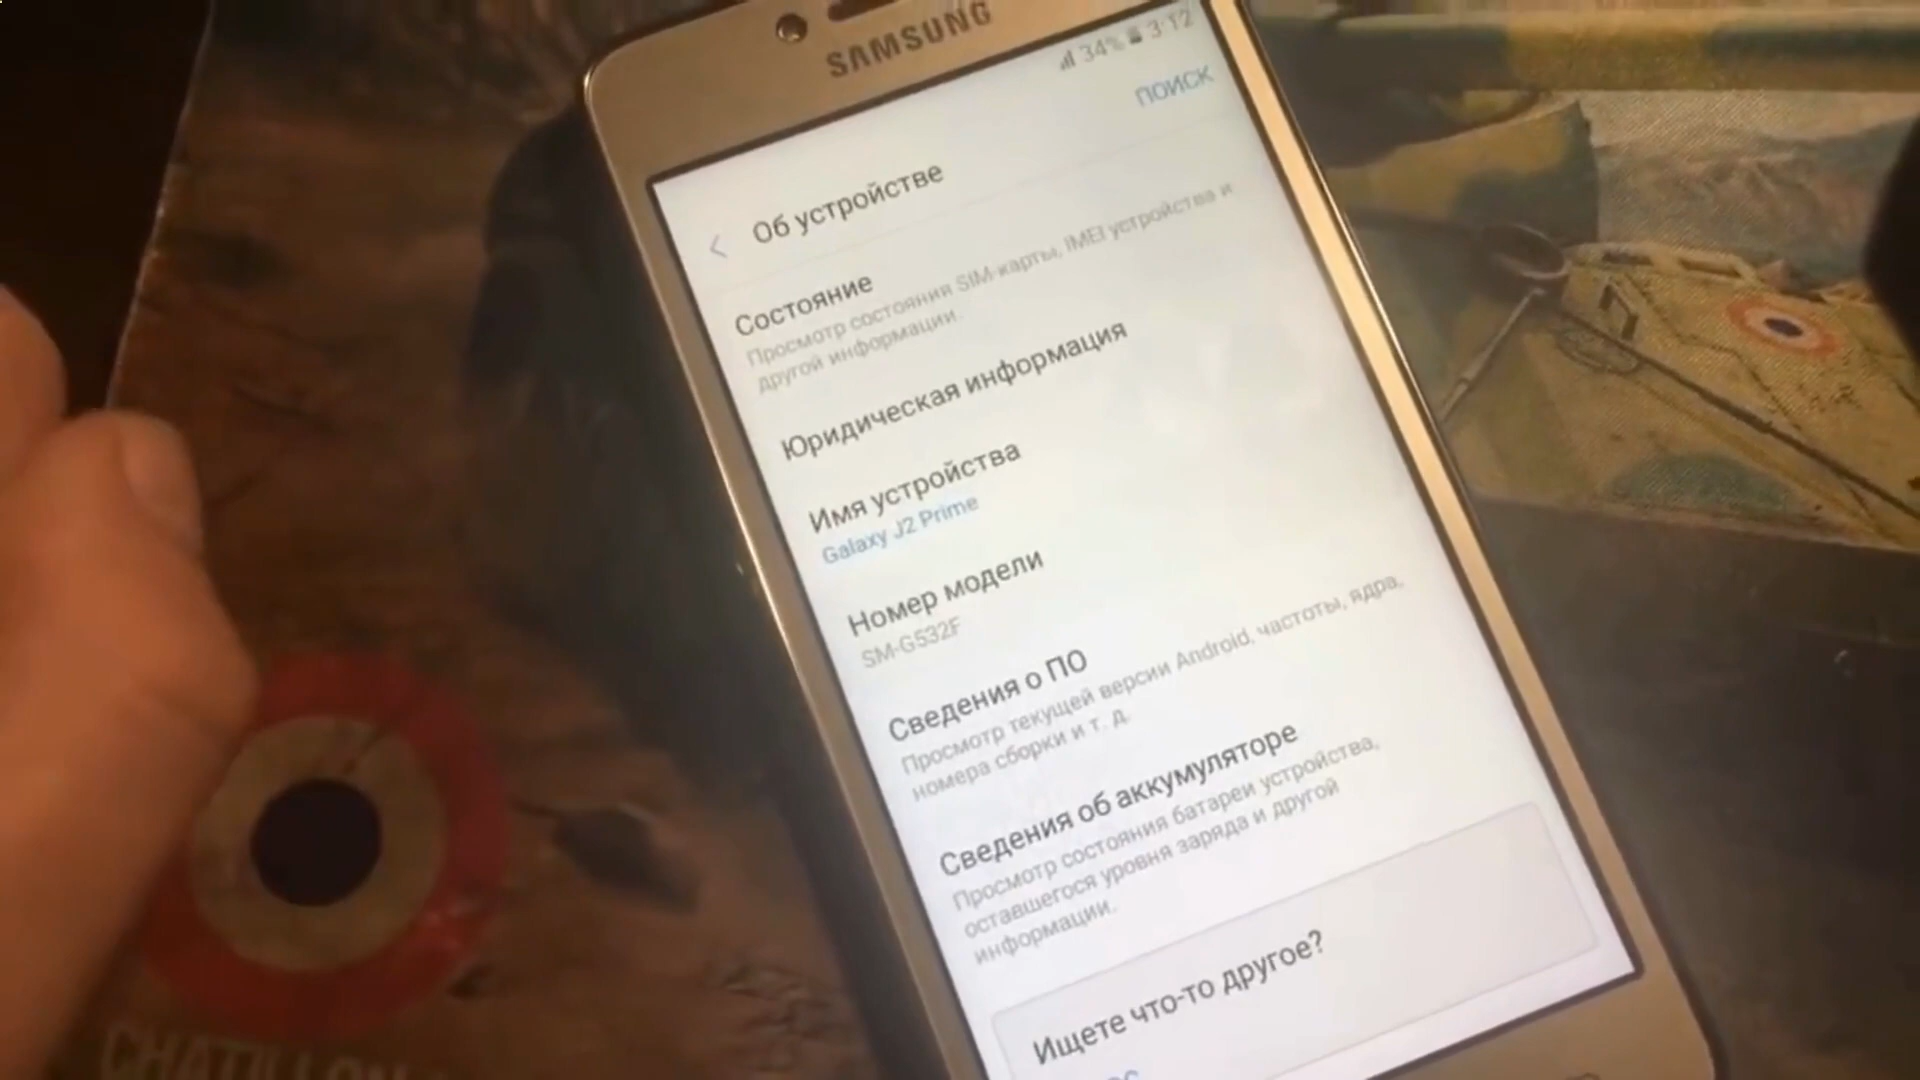 SAMSUNG
34% 3:12
ПОИСК
Об устройстве
Состояние
Просмотр состояния SIM-карты, IMEI устройства и
другой информации.
Юридическая информация
Имя устройства
Galaxy J2 Prime
Номер модели
SM-G532F
Сведения о ПО
Просмотр текущей версии Android, частоты, ядра,
номера сборки и т. д.
Сведения об аккумуляторе
Просмотр состояния батареи устройства,
оставшегося уровня заряда и другой
информации.
Ищете что-то другое?
CHATILLON